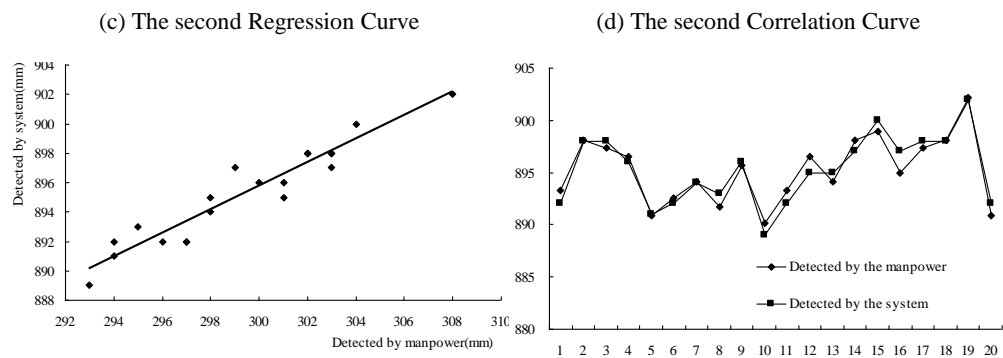 (c) The second Regression Curve
(d) The second Correlation Curve
Detected by system(mm)
904
902
900
898
896
894
892
890
888
292 294 296 298 300 302 304 306 308 310
Detected by manpower(mm)
905
900
895
890
885
880
Detected by the manpower
Detected by the system
1 2 3 4 5 6 7 8 9 10 11 12 13 14 15 16 17 18 19 20